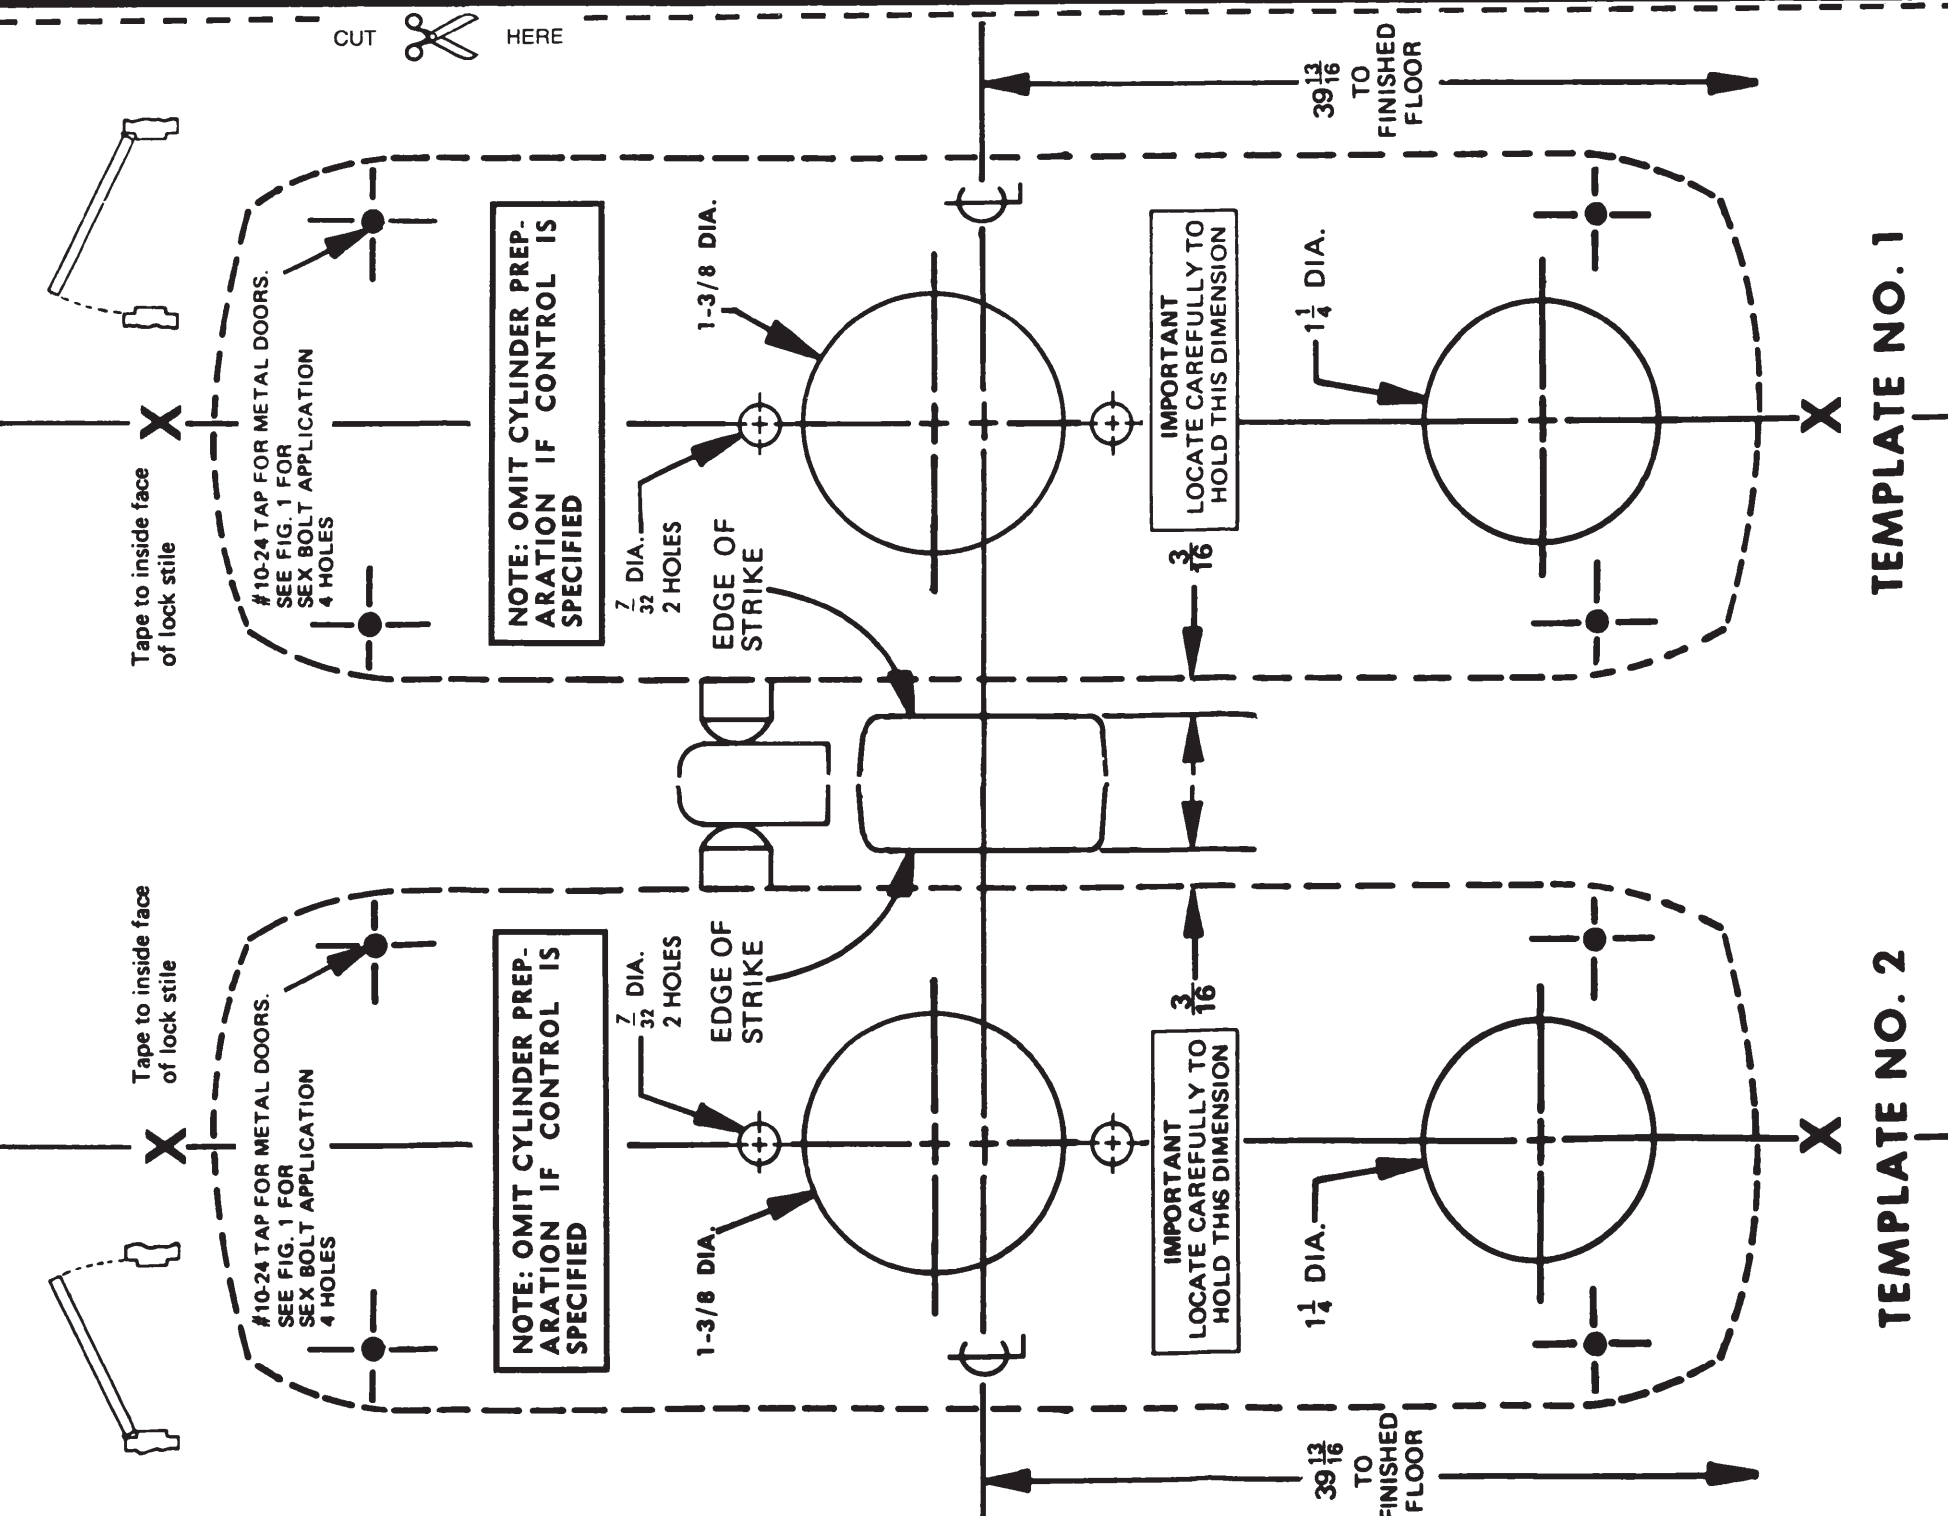 CUT HERE
39 13/16
TO
FINISHED
FLOOR
#10-24 TAP FOR METAL DOORS.
SEE FIG. 1 FOR
SEX BOLT APPLICATION
4 HOLES
Tape to inside face
of lock stile
X
NOTE: OMIT CYLINDER PREP-
ARATION IF CONTROL IS
SPECIFIED
7/32 DIA.
2 HOLES
1-3/8 DIA.
EDGE OF
STRIKE
IMPORTANT
LOCATE CAREFULLY TO
HOLD THIS DIMENSION
3/16
1 1/4 DIA.
X
TEMPLATE NO. 1
Tape to inside face
of lock stile
X
#10-24 TAP FOR METAL DOORS.
SEE FIG. 1 FOR
SEX BOLT APPLICATION
4 HOLES
NOTE: OMIT CYLINDER PREP-
ARATION IF CONTROL IS
SPECIFIED
7/32 DIA.
2 HOLES
EDGE OF
STRIKE
1-3/8 DIA.
3/16
IMPORTANT
LOCATE CAREFULLY TO
HOLD THIS DIMENSION
1 1/4 DIA.
X
TEMPLATE NO. 2
39 13/16
TO
FINISHED
FLOOR